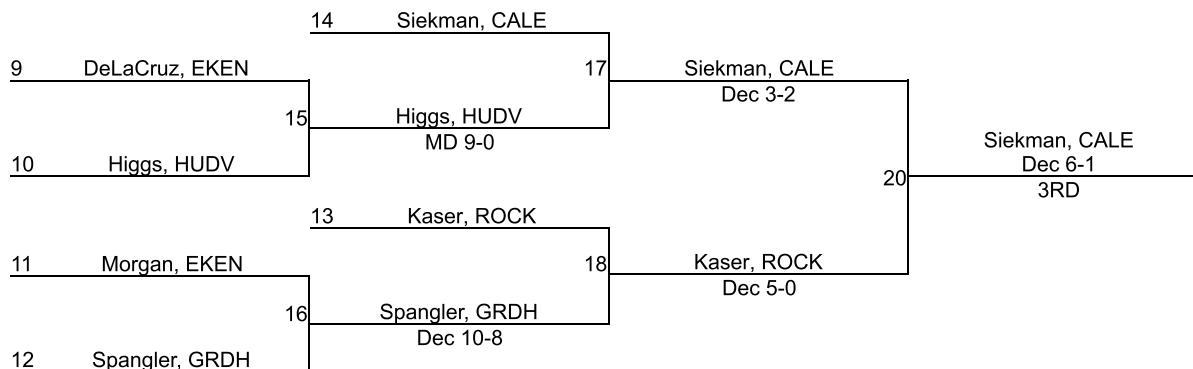 14 Siekman, CALE
9 DeLaCruz, EKEN
17 Siekman, CALE
Dec 3-2
15 Higgs, HUDV
MD 9-0
10 Higgs, HUDV
Siekman, CALE
20 Dec 6-1
3RD
13 Kaser, ROCK
11 Morgan, EKEN
18 Kaser, ROCK
Dec 5-0
16 Spangler, GRDH
Dec 10-8
12 Spangler, GRDH